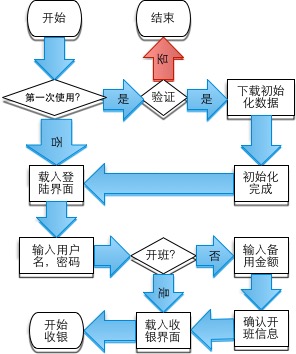 开始
结束
否
第一次使用?
是
验证
是
下载初始
化数据
否
载入登
陆界面
初始化
完成
输入用户
名，密码
开班?
否
输入备
用金额
是
开始
收银
载入收
银界面
确认开
班信息